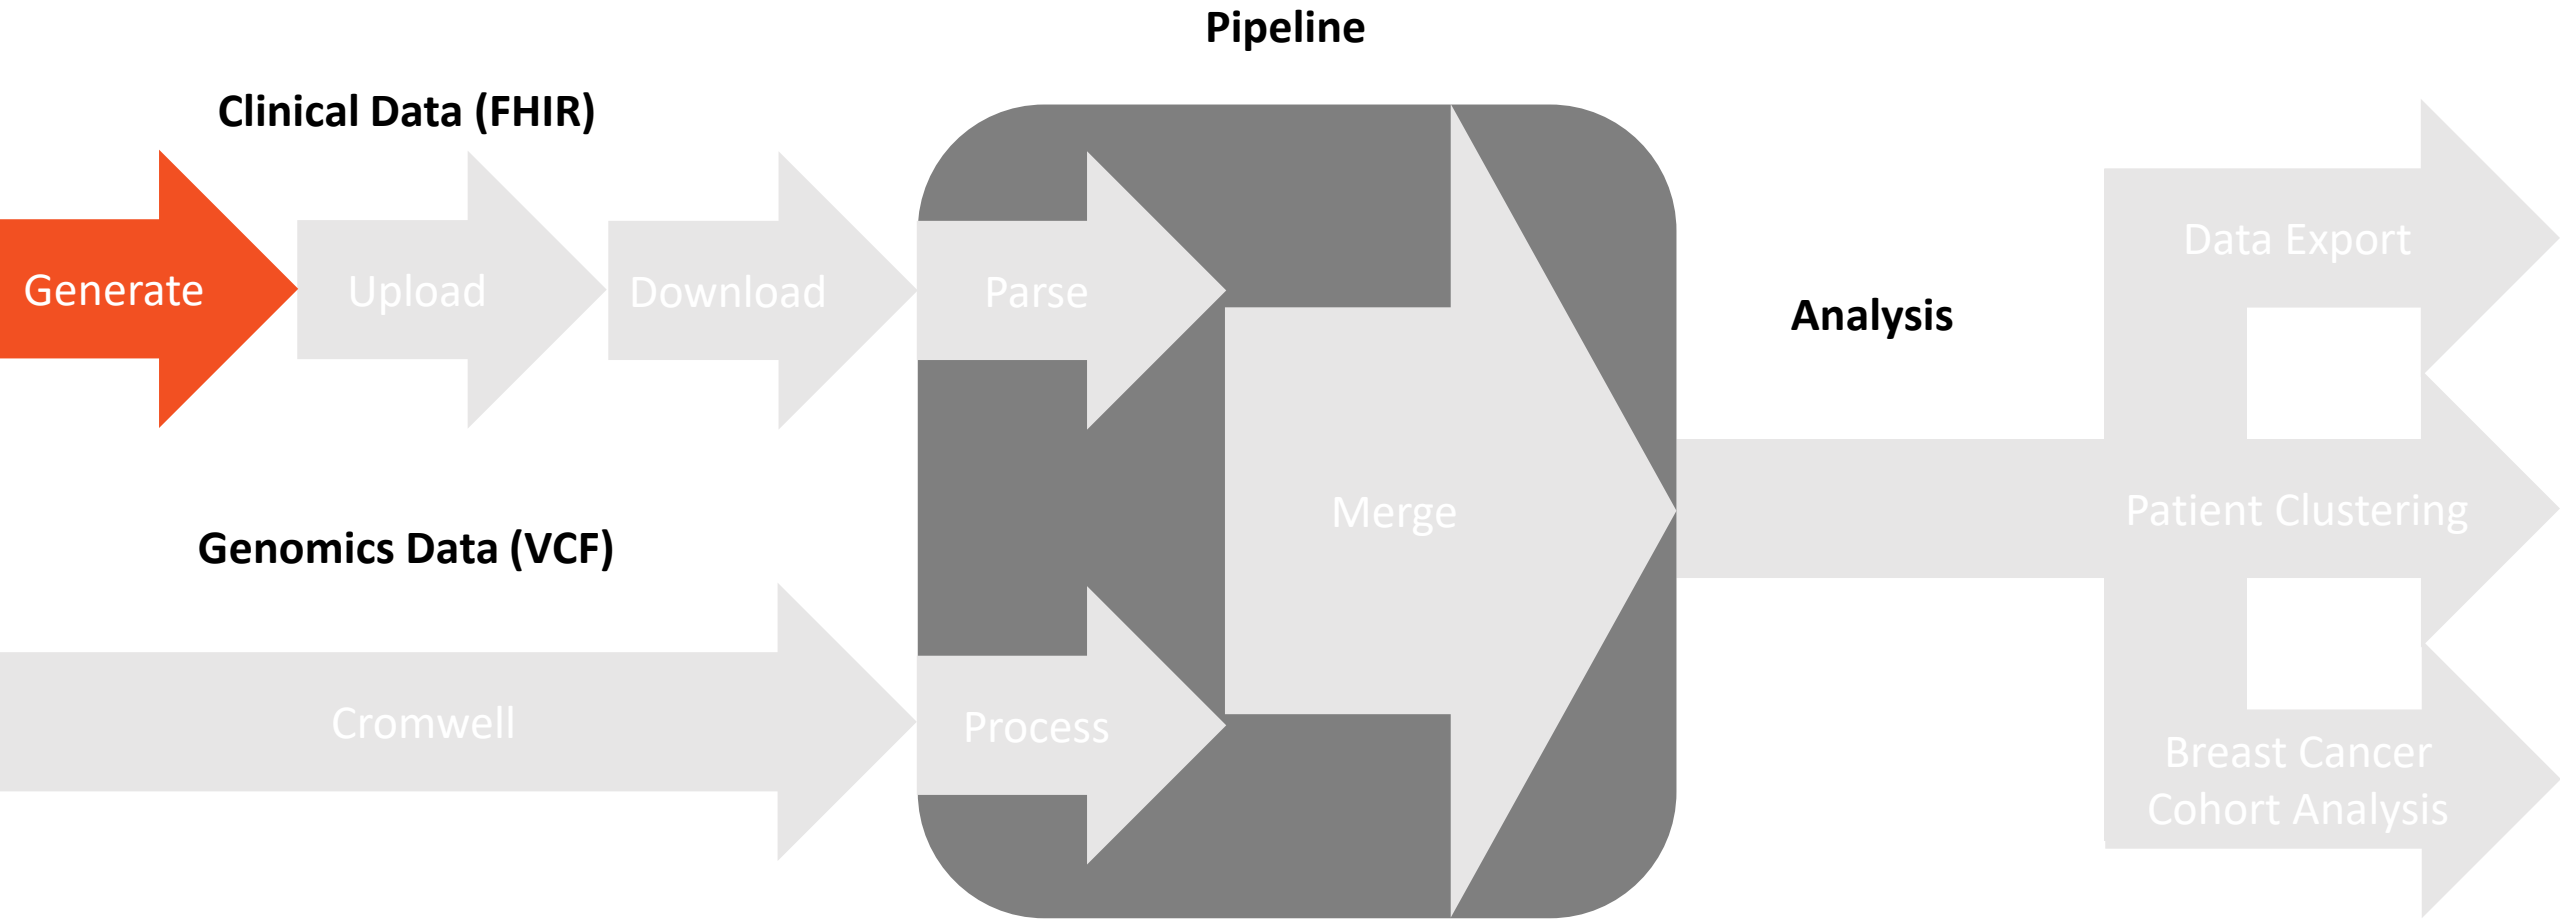 Pipeline
Clinical Data (FHIR)
Generate
Upload
Download
Parse
Data Export
Analysis
Merge
Patient Clustering
Genomics Data (VCF)
Cromwell
Process
Breast Cancer
Cohort Analysis